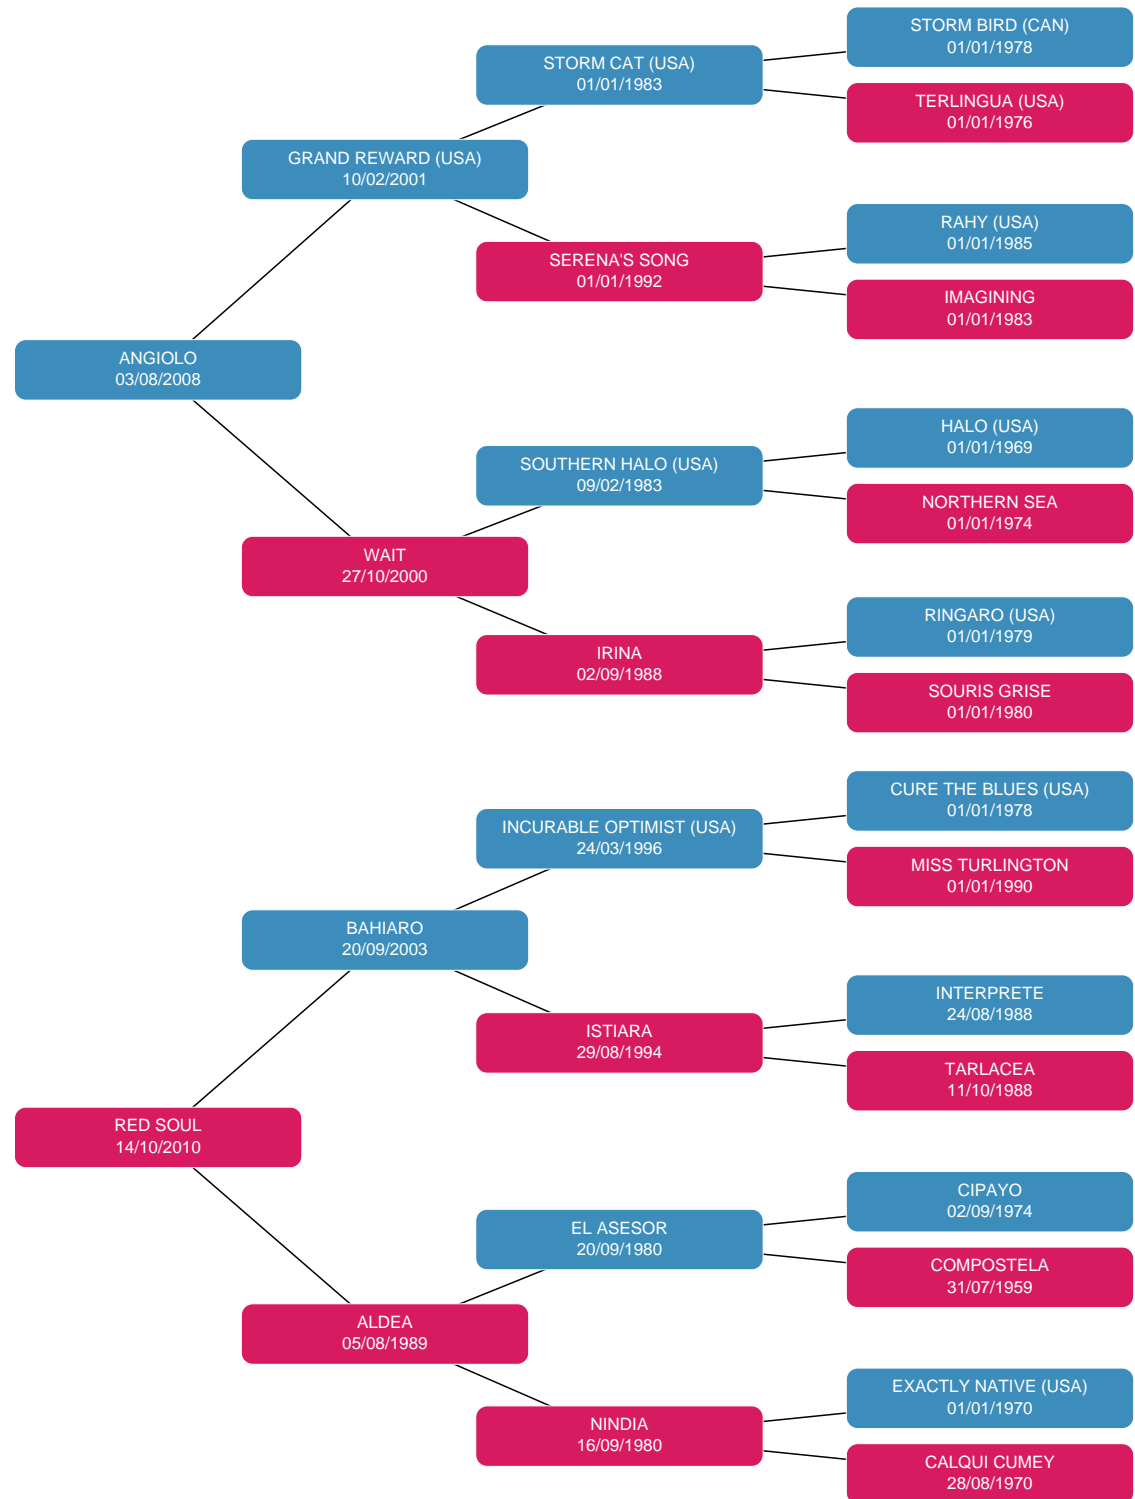 STORM BIRD (CAN)
01/01/1978
STORM CAT (USA)
01/01/1983
TERLINGUA (USA)
01/01/1976
GRAND REWARD (USA)
10/02/2001
RAHY (USA)
01/01/1985
SERENA'S SONG
01/01/1992
IMAGINING
01/01/1983
ANGIOLO
03/08/2008
HALO (USA)
01/01/1969
SOUTHERN HALO (USA)
09/02/1983
NORTHERN SEA
01/01/1974
WAIT
27/10/2000
RINGARO (USA)
01/01/1979
IRINA
02/09/1988
SOURIS GRISE
01/01/1980
CURE THE BLUES (USA)
01/01/1978
INCURABLE OPTIMIST (USA)
24/03/1996
MISS TURLINGTON
01/01/1990
BAHIARO
20/09/2003
INTERPRETE
24/08/1988
ISTIARA
29/08/1994
TARLACEA
11/10/1988
RED SOUL
14/10/2010
CIPAYO
02/09/1974
EL ASESOR
20/09/1980
COMPOSTELA
31/07/1959
ALDEA
05/08/1989
EXACTLY NATIVE (USA)
01/01/1970
NINDIA
16/09/1980
CALQUI CUMEY
28/08/1970